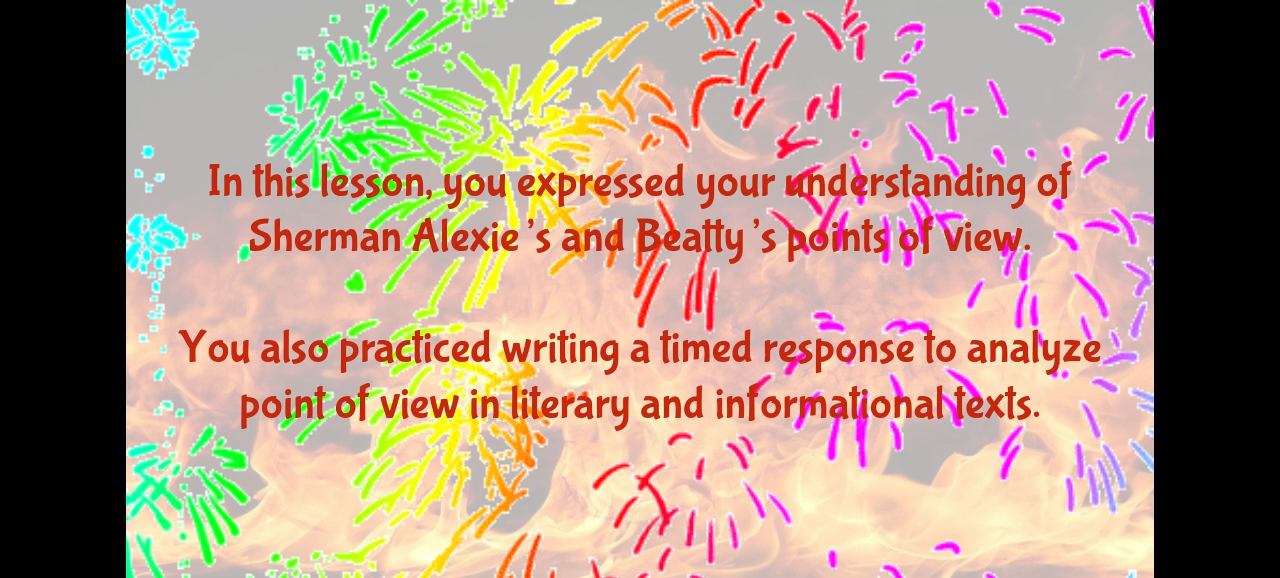 In this lesson, you expressed your understanding of
Sherman Alexie ’s and Beatty ’s points of view.
You also practiced writing a timed response to analyze
point of view in literary and informational texts.